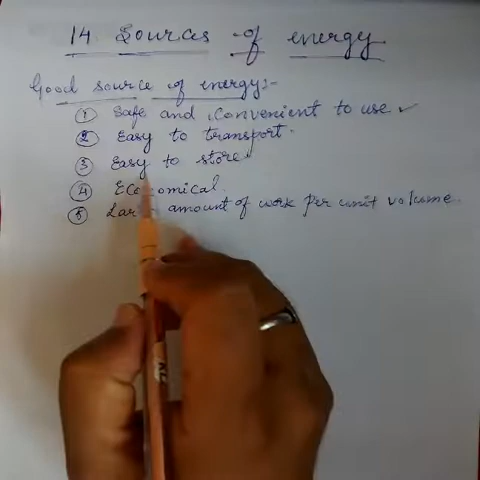 14. Sources of energy
Good source of energy:-
① Safe and convenient to use ✓
② Easy to transport.
③ Easy to store
④ Economical.
⑤ amount of work per unit volume.